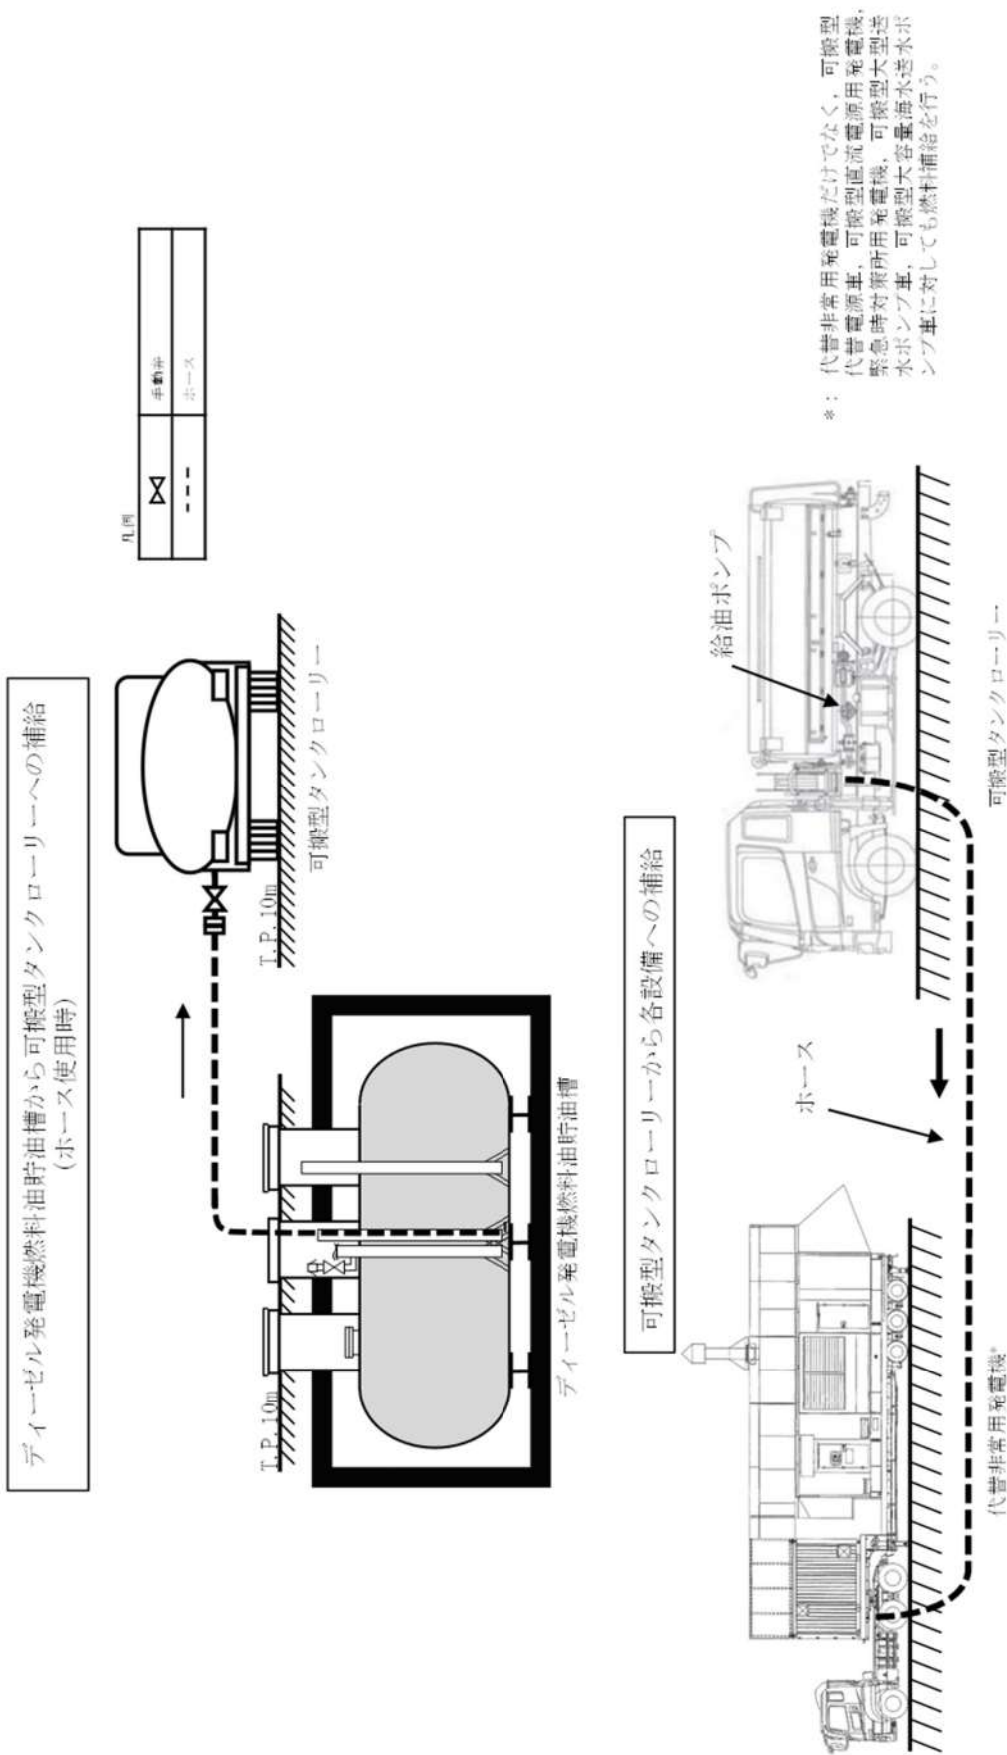 ディーゼル発電機燃料油貯油槽から可搬型タンクローリーへの補給
(ホース使用時)
凡例
手動弁
ホース
T.P.10m
T.P.10m
可搬型タンクローリー
ディーゼル発電機燃料油貯油槽
可搬型タンクローリーから各設備への補給
給油ポンプ
ホース
代替非常用発電機*
可搬型タンクローリー
*: 代替非常用発電機だけでなく，可搬型
代替電源車，可搬型直流電源用発電機，
緊急時対策所用発電機，可搬型大型送
水ポンプ車，可搬型大容量海水送水ポ
ンプ車に対しても燃料補給を行う。